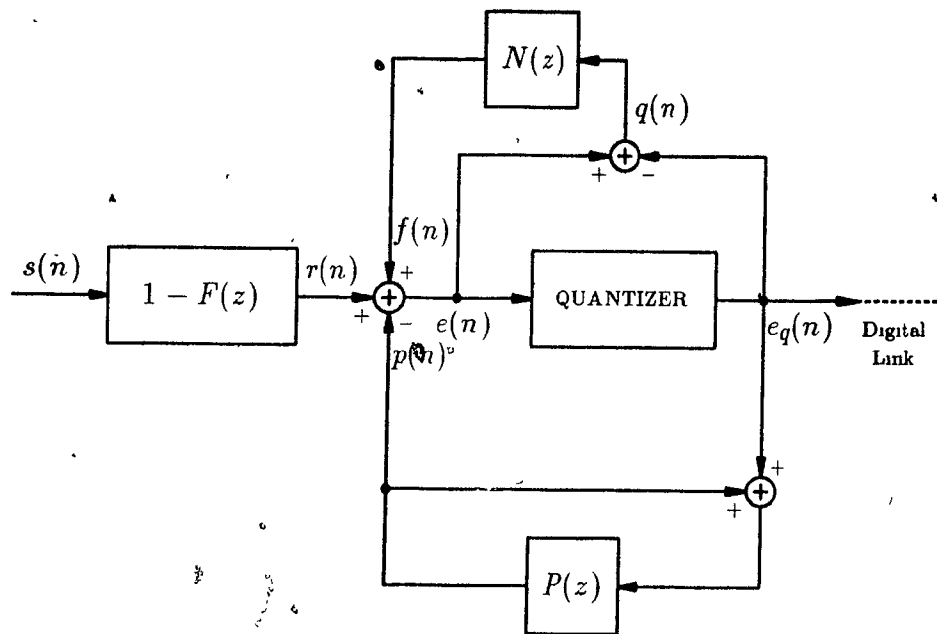 N(z)
q(n)
+ + −
f(n)
s(n) 1 − F(z) r(n) + QUANTIZER
+ + − e(n) e_q(n) Digital
p(n) Link
+
+ +
P(z)